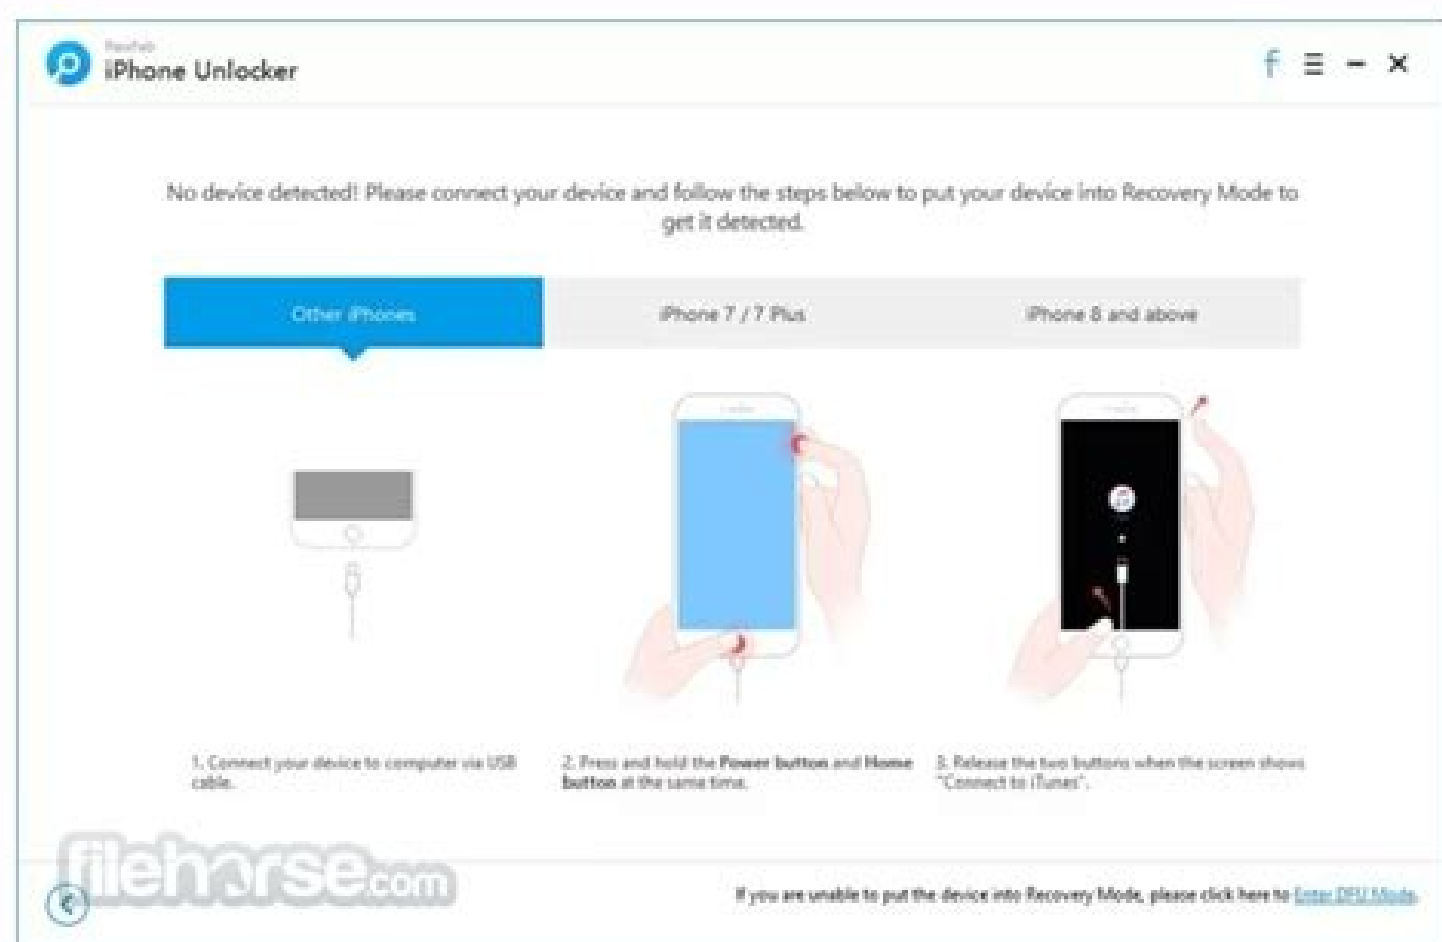 PassFab
iPhone Unlocker
f
No device detected! Please connect your device and follow the steps below to put your device into Recovery Mode to
get it detected.
Other iPhones
iPhone 7 / 7 Plus
iPhone 8 and above
1. Connect your device to computer via USB
cable.
2. Press and hold the Power button and Home
button at the same time.
3. Release the two buttons when the screen shows
"Connect to iTunes".
filehorse.com
If you are unable to put the device into Recovery Mode, please click here to Enter DFU Mode.